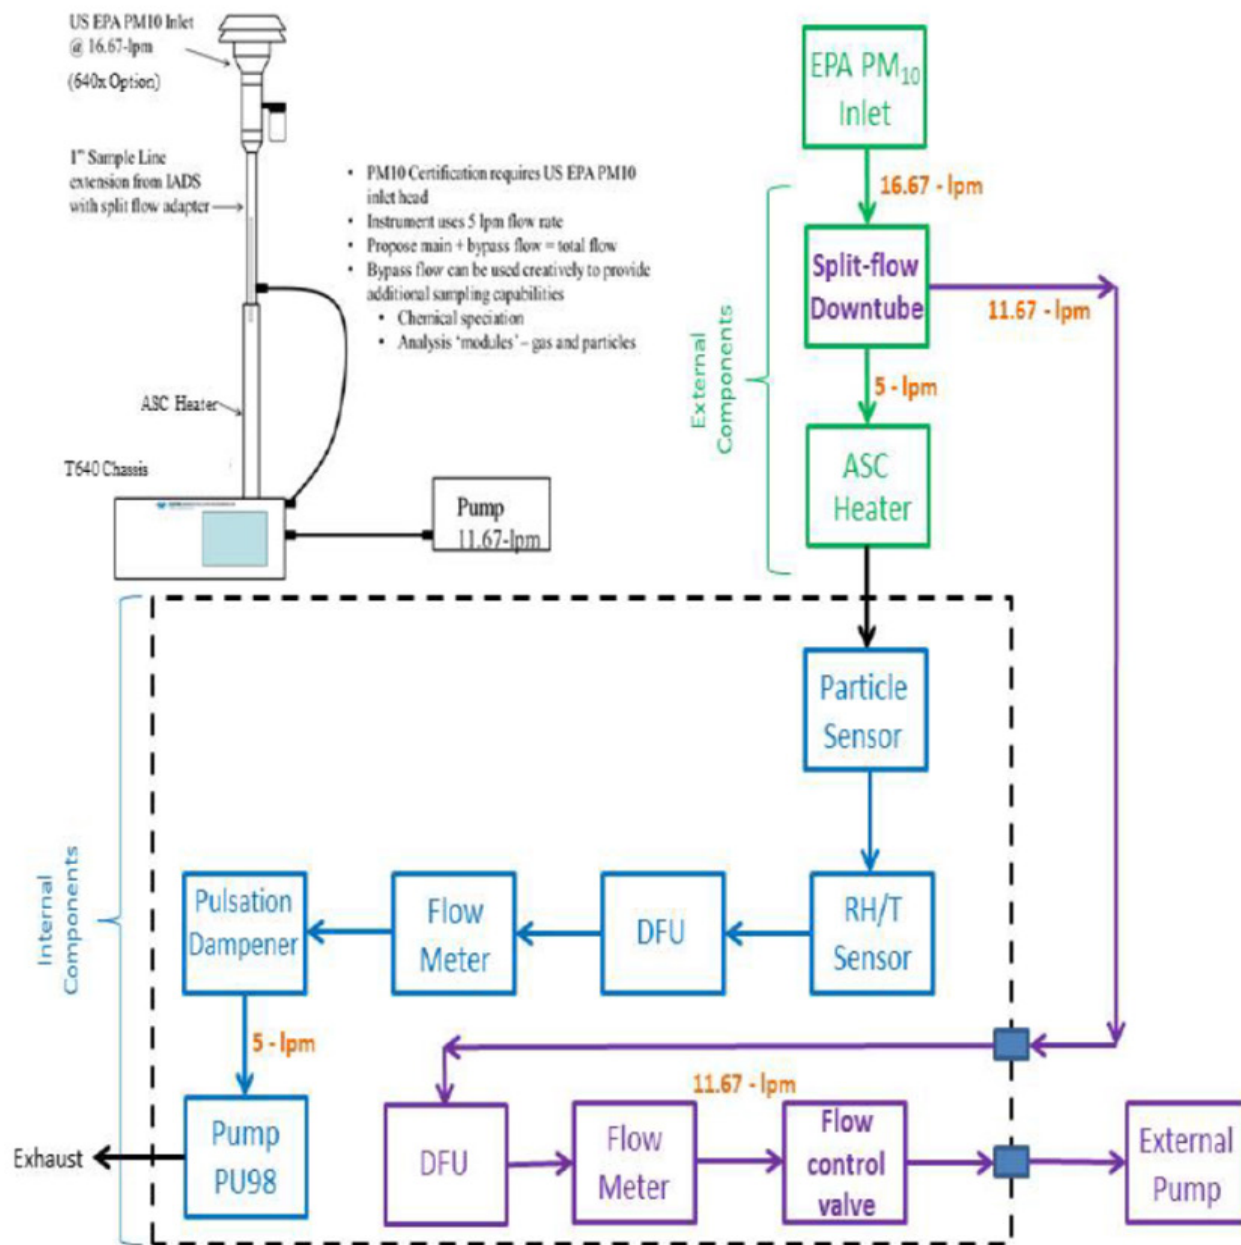 US EPA PM10 Inlet
@ 16.67-lpm
(640x Option)
1" Sample Line
extension from IADS
with split flow adapter
ASC Heater
T640 Chassis
Pump
11.67-lpm
• PM10 Certification requires US EPA PM10
inlet head
• Instrument uses 5 lpm flow rate
• Propose main + bypass flow = total flow
• Bypass flow can be used creatively to provide
additional sampling capabilities
• Chemical speciation
• Analysis ‘modules’ – gas and particles
EPA PM10
Inlet
16.67 - lpm
Split-flow
Downtube
11.67 - lpm
5 - lpm
External
Components
ASC
Heater
Particle
Sensor
Internal
Components
Pulsation
Dampener
Flow
Meter
DFU
RH/T
Sensor
5 - lpm
11.67 - lpm
Exhaust
Pump
PU98
DFU
Flow
Meter
Flow
control
valve
External
Pump